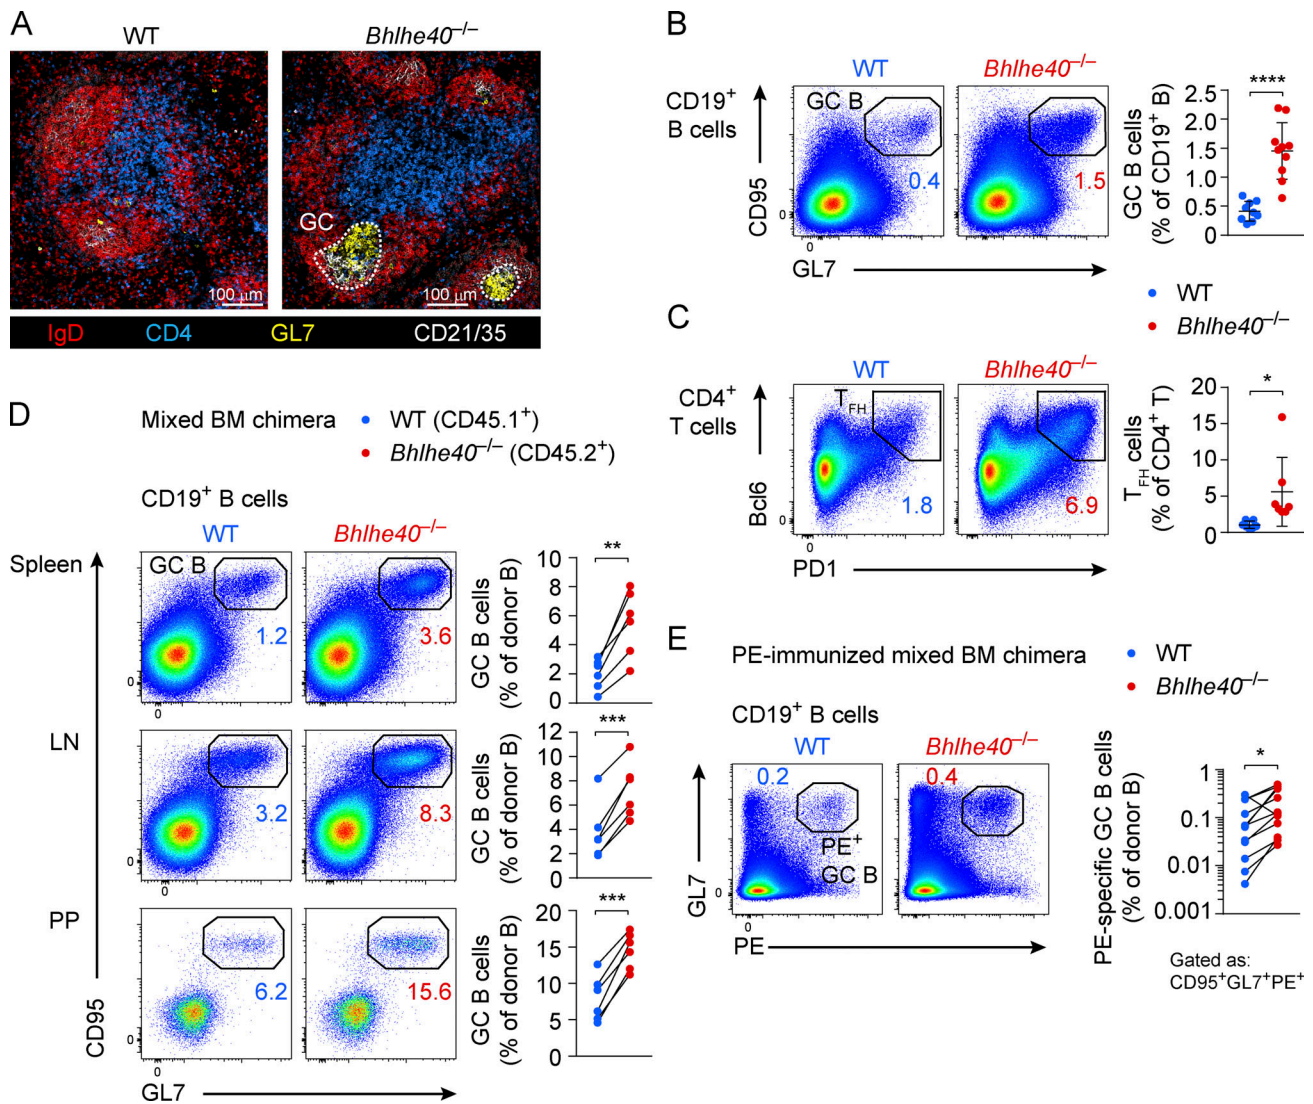 A
WT
Bhlhe40⁻/⁻
GC
100 µm
100 µm
IgD CD4 GL7 CD21/35
B
WT
Bhlhe40⁻/⁻
CD19⁺
B cells
GC B
0.4
1.5
CD95
0
0
GL7
****
GC B cells
(% of CD19⁺ B)
2.5
2.0
1.5
1.0
0.5
0
WT
Bhlhe40⁻/⁻
C
WT
Bhlhe40⁻/⁻
CD4⁺
T cells
T_FH
1.8
6.9
Bcl6
0
0
PD1
*
T_FH cells
(% of CD4⁺ T)
20
15
10
5
0
D
Mixed BM chimera
WT (CD45.1⁺)
Bhlhe40⁻/⁻ (CD45.2⁺)
CD19⁺ B cells
WT
Bhlhe40⁻/⁻
Spleen
GC B
1.2
3.6
0
0
**
GC B cells
(% of donor B)
10
8
6
4
2
0
LN
3.2
8.3
0
0
***
GC B cells
(% of donor B)
12
10
8
6
4
2
0
PP
6.2
15.6
0
0
***
GC B cells
(% of donor B)
20
15
10
5
0
CD95
GL7
E
PE-immunized mixed BM chimera
WT
Bhlhe40⁻/⁻
CD19⁺ B cells
WT
Bhlhe40⁻/⁻
0.2
0.4
PE⁺
GC B
GL7
0
0
PE
*
PE-specific GC B cells
(% of donor B)
1
0.1
0.01
0.001
Gated as:
CD95⁺GL7⁺PE⁺